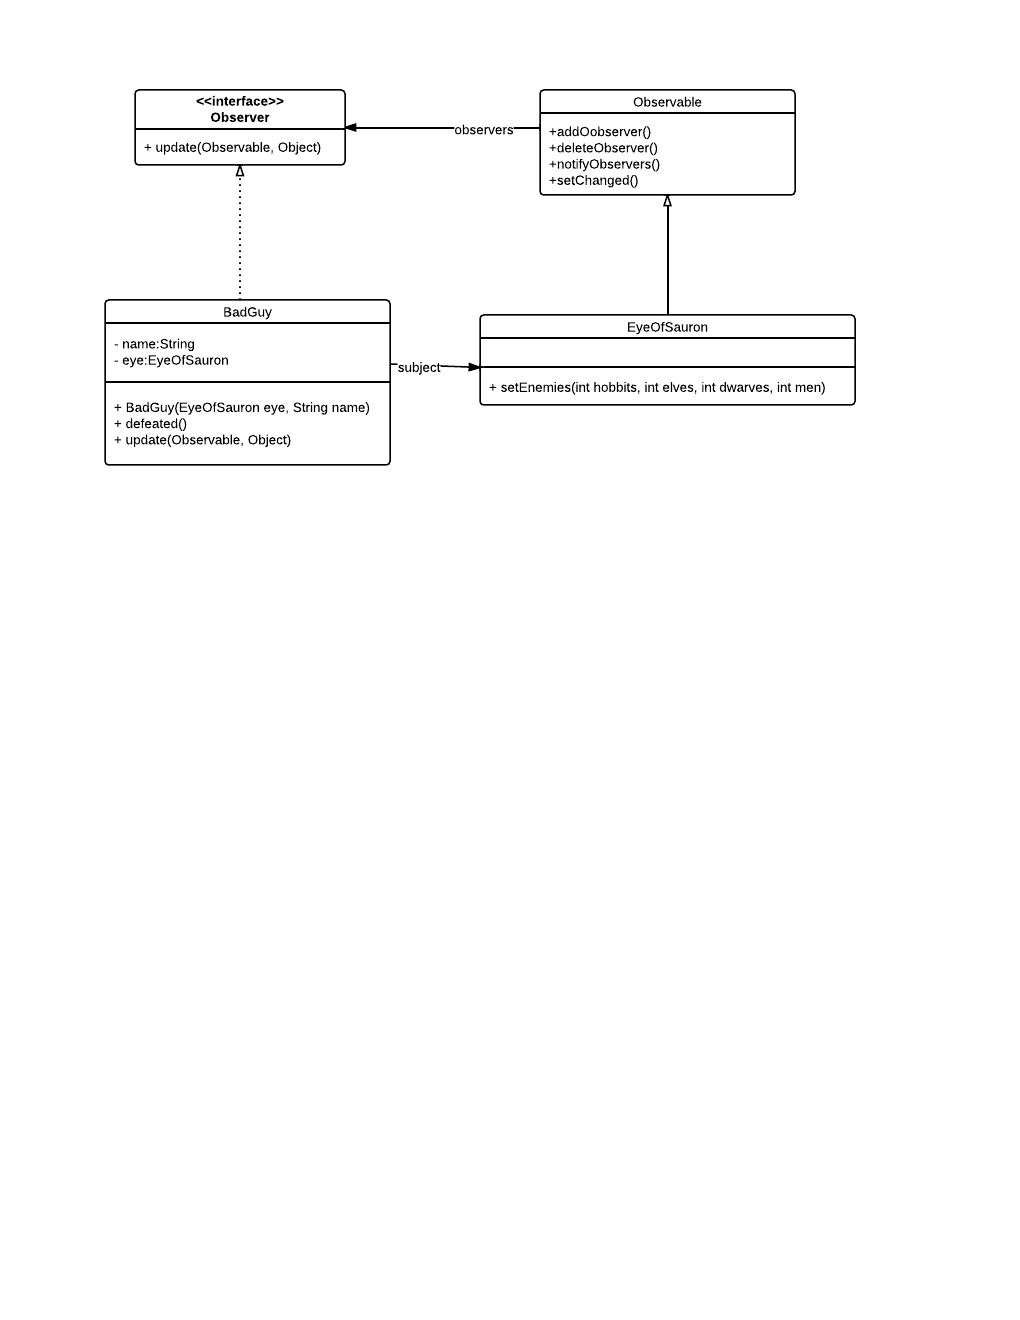 <<interface>>
Observer
+ update(Observable, Object)
observers
Observable
+addOobserver()
+deleteObserver()
+notifyObservers()
+setChanged()
BadGuy
- name:String
- eye:EyeOfSauron
+ BadGuy(EyeOfSauron eye, String name)
+ defeated()
+ update(Observable, Object)
subject
EyeOfSauron
+ setEnemies(int hobbits, int elves, int dwarves, int men)